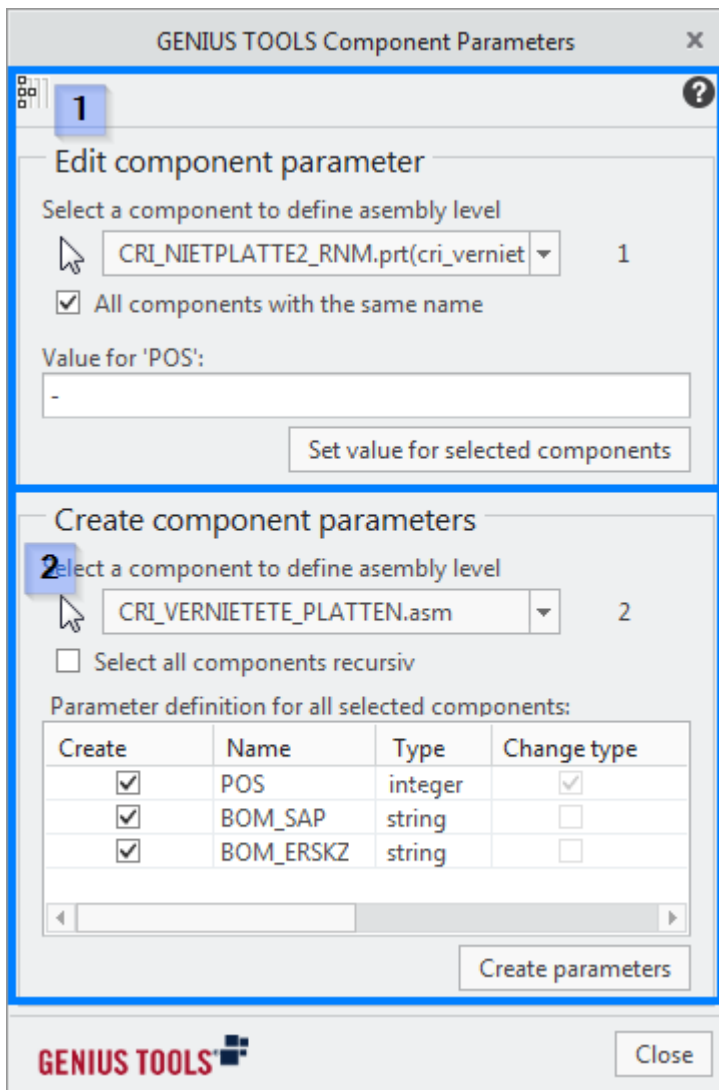 GENIUS TOOLS Component Parameters
1
Edit component parameter
Select a component to define asembly level
CRI_NIETPLATTE2_RNM.prt(cri_verniet 1
All components with the same name
Value for 'POS':
-
Set value for selected components
Create component parameters
2 elect a component to define asembly level
CRI_VERNIETETE_PLATTEN.asm 2
Select all components recursiv
Parameter definition for all selected components:
Create Name Type Change type
POS integer
BOM_SAP string
BOM_ERSKZ string
Create parameters
GENIUS TOOLS
Close